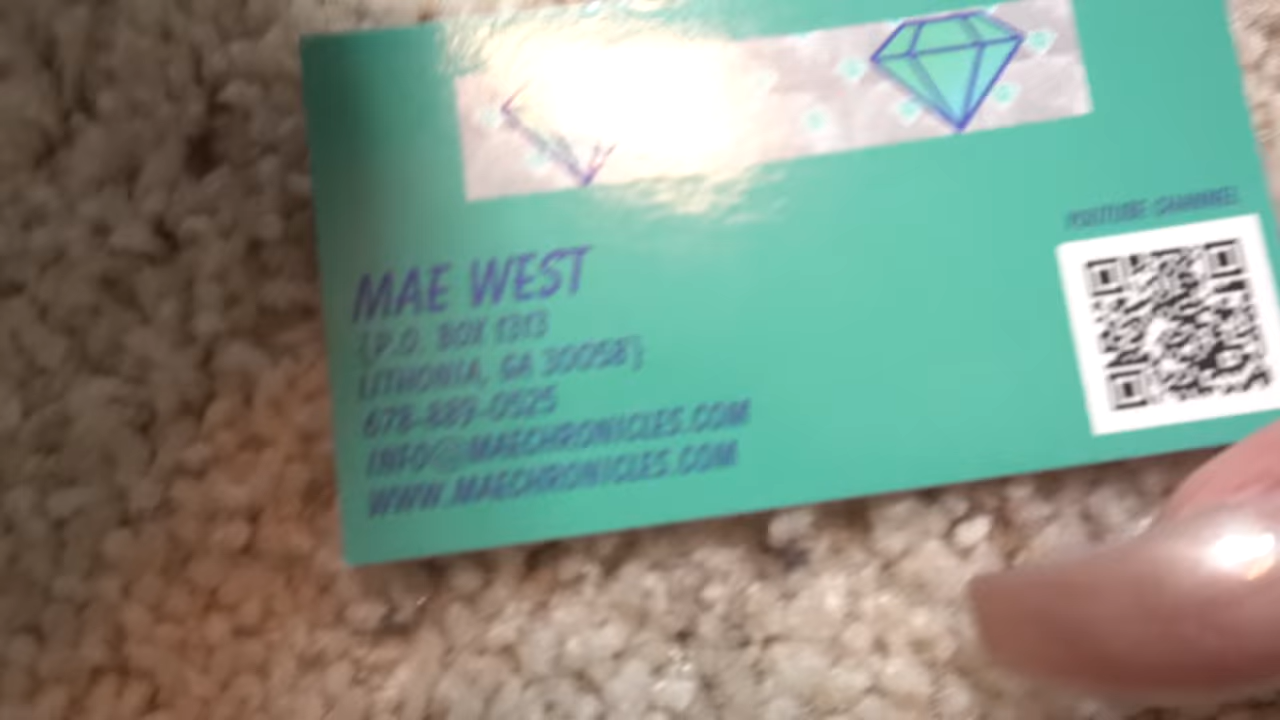 MAE WEST
(P.O. BOX 1313
LITHONIA, GA 30058)
678-889-0525
INFO@MAECHRONICLES.COM
WWW.MAECHRONICLES.COM
YOUTUBE CHANNEL